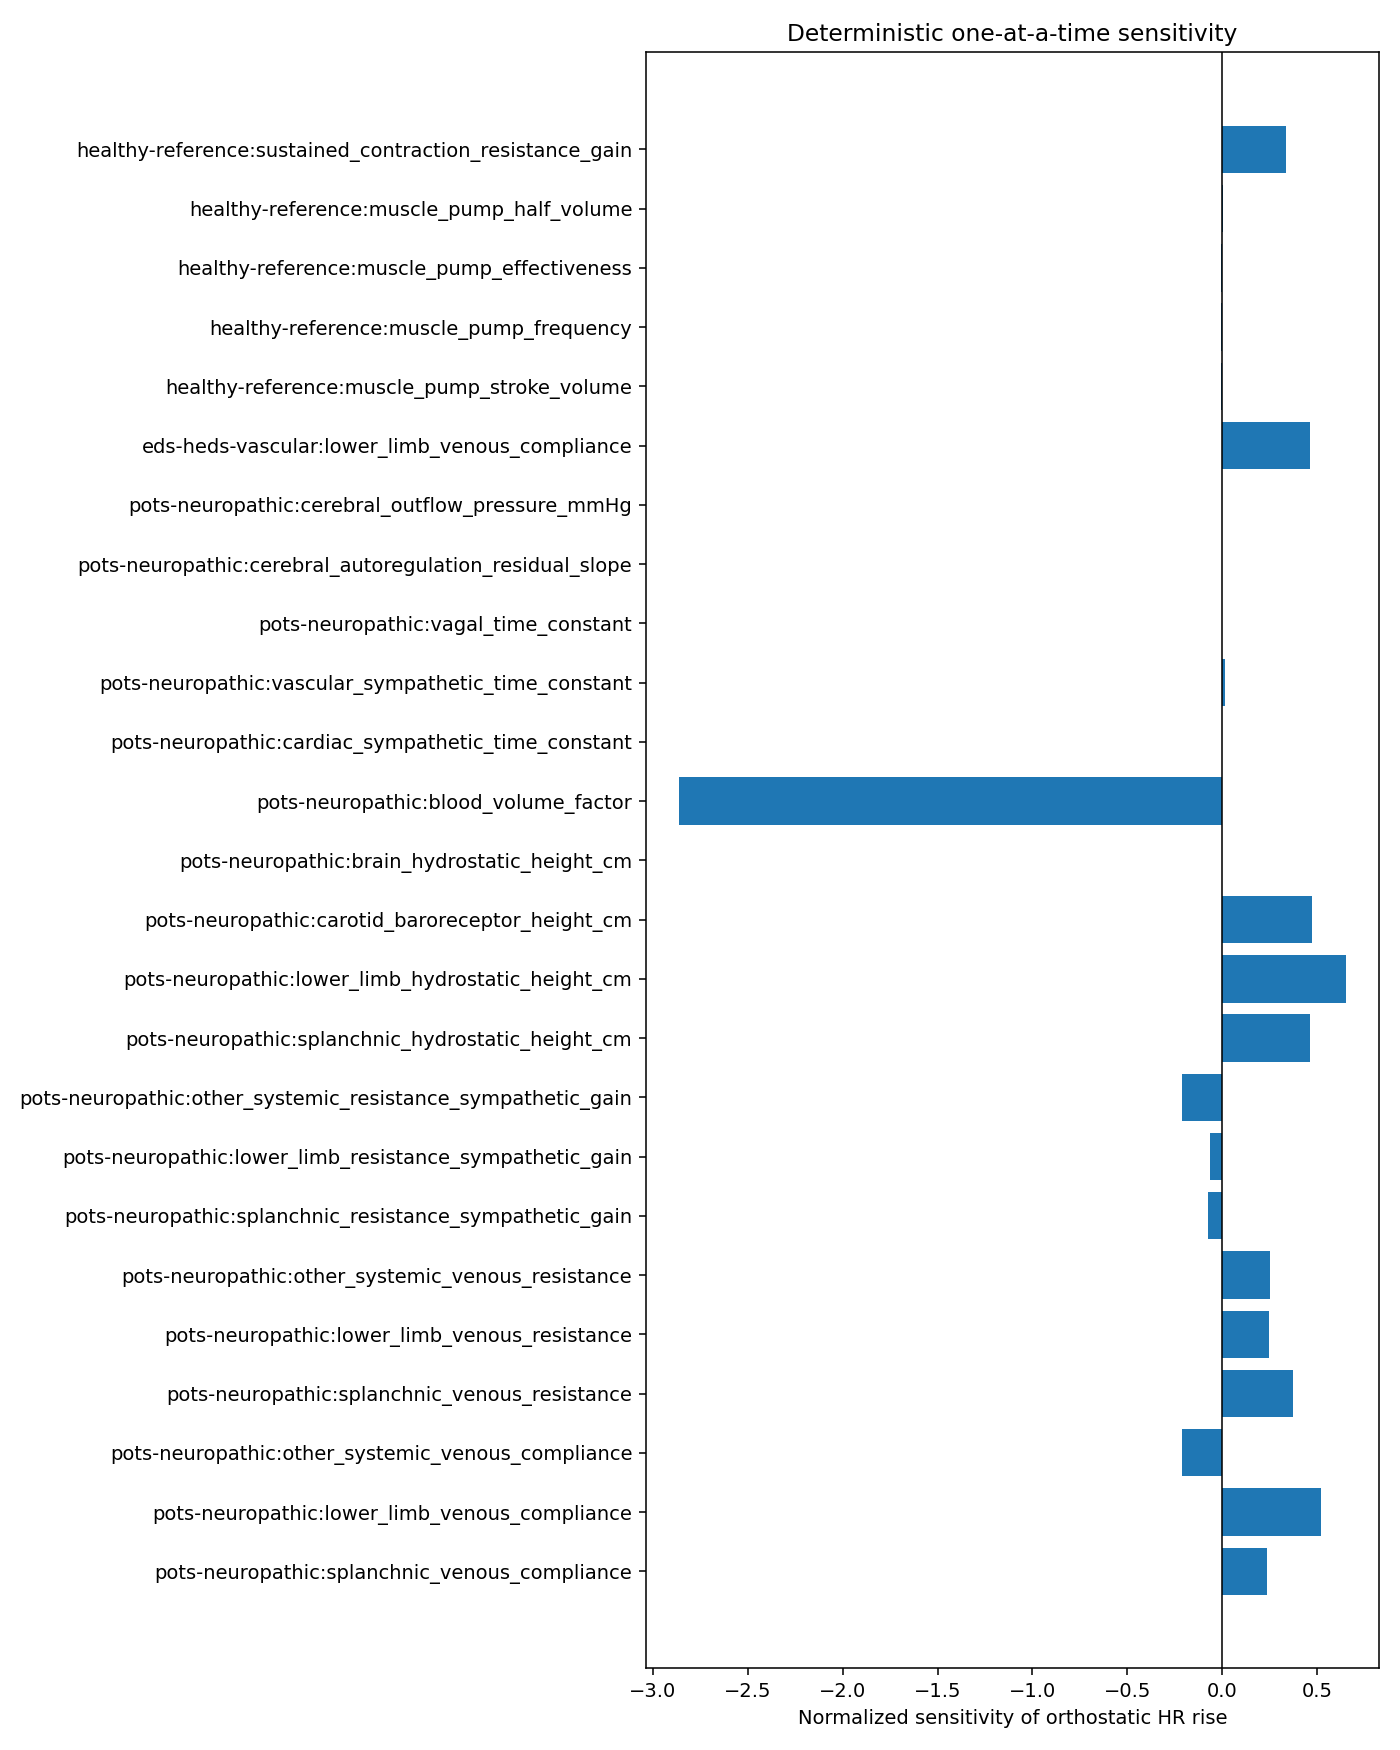 Deterministic one-at-a-time sensitivity
healthy-reference:sustained_contraction_resistance_gain
healthy-reference:muscle_pump_half_volume
healthy-reference:muscle_pump_effectiveness
healthy-reference:muscle_pump_frequency
healthy-reference:muscle_pump_stroke_volume
eds-heds-vascular:lower_limb_venous_compliance
pots-neuropathic:cerebral_outflow_pressure_mmHg
pots-neuropathic:cerebral_autoregulation_residual_slope
pots-neuropathic:vagal_time_constant
pots-neuropathic:vascular_sympathetic_time_constant
pots-neuropathic:cardiac_sympathetic_time_constant
pots-neuropathic:blood_volume_factor
pots-neuropathic:brain_hydrostatic_height_cm
pots-neuropathic:carotid_baroreceptor_height_cm
pots-neuropathic:lower_limb_hydrostatic_height_cm
pots-neuropathic:splanchnic_hydrostatic_height_cm
pots-neuropathic:other_systemic_resistance_sympathetic_gain
pots-neuropathic:lower_limb_resistance_sympathetic_gain
pots-neuropathic:splanchnic_resistance_sympathetic_gain
pots-neuropathic:other_systemic_venous_resistance
pots-neuropathic:lower_limb_venous_resistance
pots-neuropathic:splanchnic_venous_resistance
pots-neuropathic:other_systemic_venous_compliance
pots-neuropathic:lower_limb_venous_compliance
pots-neuropathic:splanchnic_venous_compliance
−3.0 −2.5 −2.0 −1.5 −1.0 −0.5 0.0 0.5
Normalized sensitivity of orthostatic HR rise